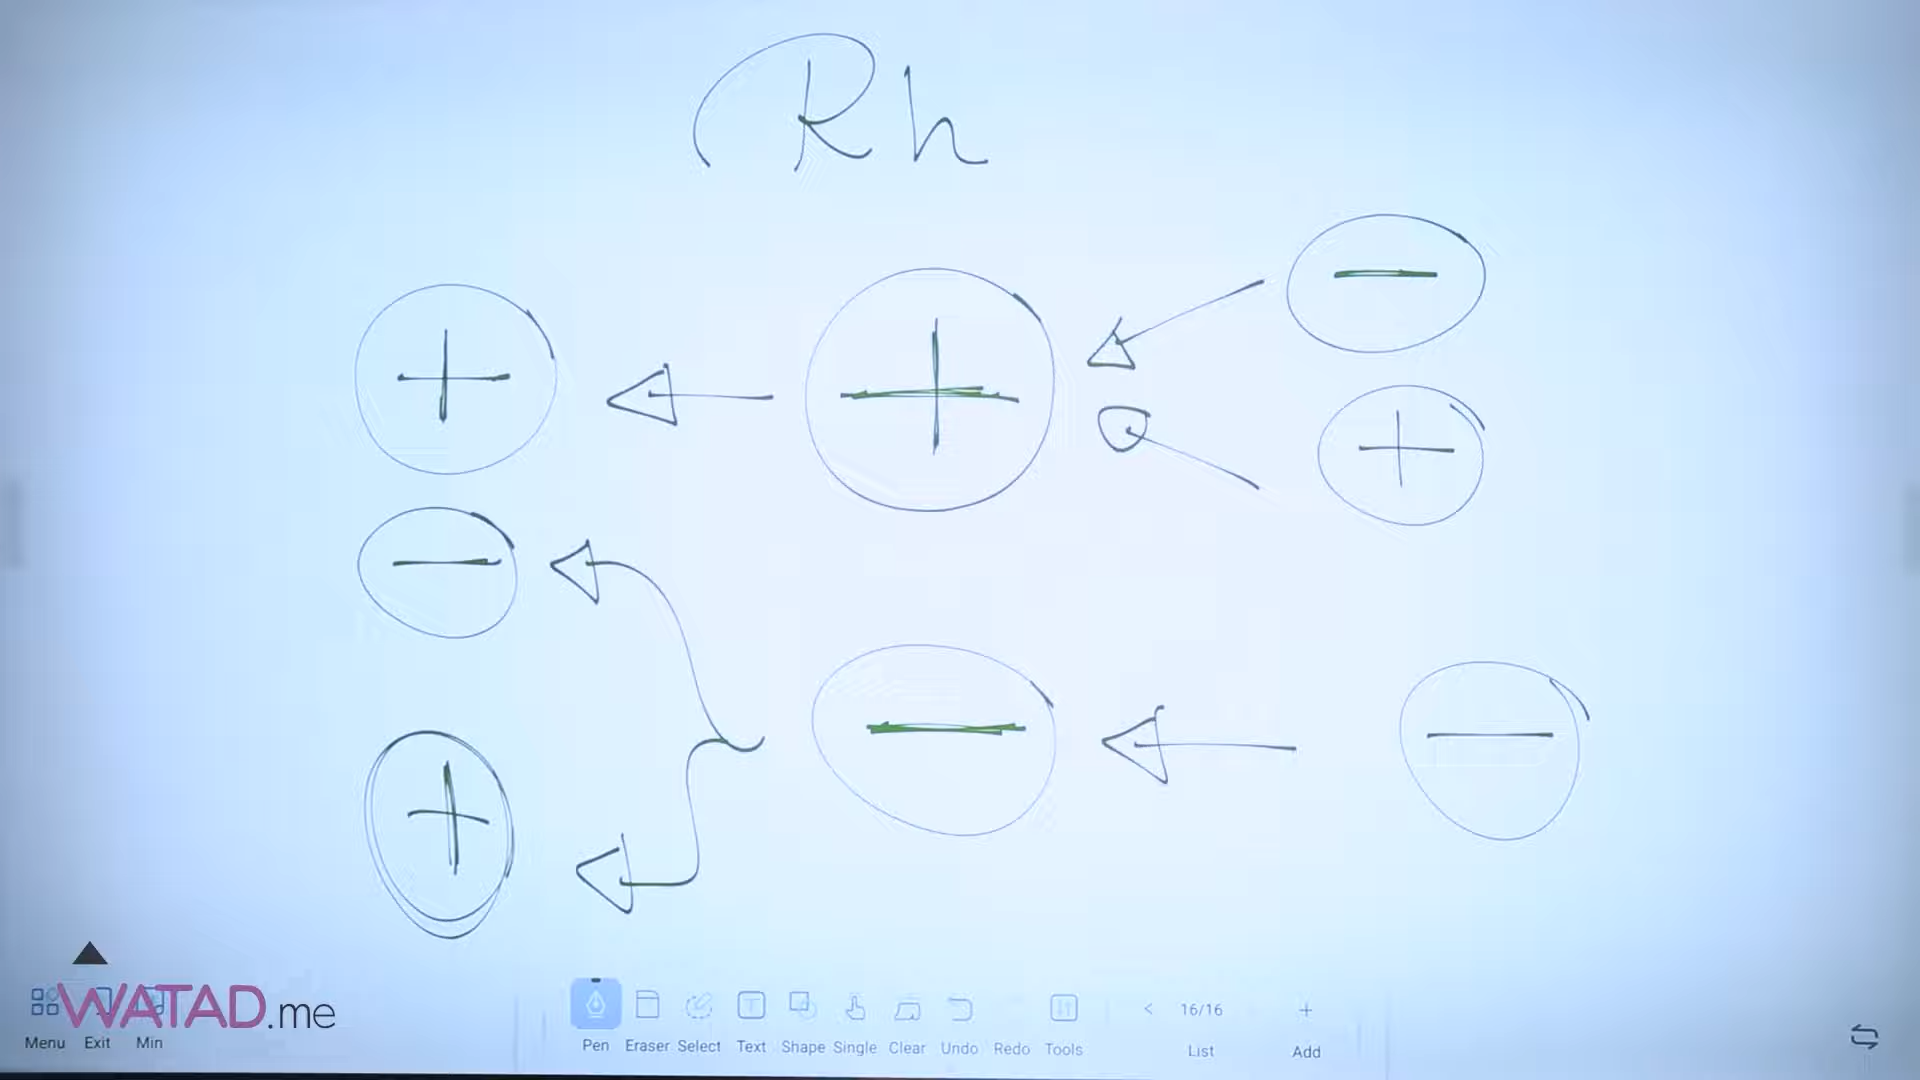 Rh
−
+ + +
−
− −
+
WATAD.me
Menu Exit Min
Pen Eraser Select Text Shape Single Clear Undo Redo Tools
< 16/16 +
List Add